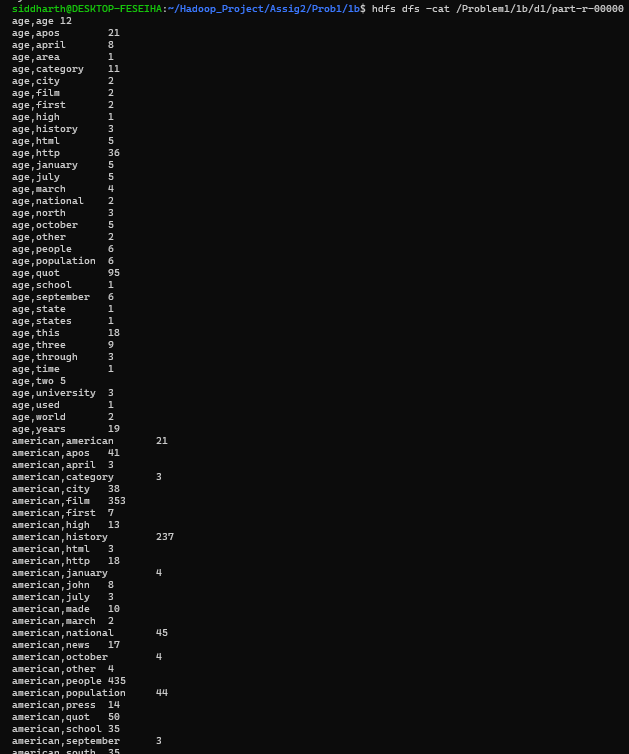 siddharth@DESKTOP-FESEIHA:~/Hadoop_Project/Assig2/Prob1/1b$ hdfs dfs -cat /Problem1/1b/d1/part-r-00000
age,age 12
age,apos 21
age,april 8
age,area 1
age,category 11
age,city 2
age,film 2
age,first 2
age,high 1
age,history 3
age,html 5
age,http 36
age,january 5
age,july 5
age,march 4
age,national 2
age,north 3
age,october 5
age,other 2
age,people 6
age,population 6
age,quot 95
age,school 1
age,september 6
age,state 1
age,states 1
age,this 18
age,three 9
age,through 3
age,time 1
age,two 5
age,university 3
age,used 1
age,world 2
age,years 19
american,american 21
american,apos 41
american,april 3
american,category 3
american,city 38
american,film 353
american,first 7
american,high 13
american,history 237
american,html 3
american,http 18
american,january 4
american,john 8
american,july 3
american,made 10
american,march 2
american,national 45
american,news 17
american,october 4
american,other 4
american,people 435
american,population 44
american,press 14
american,quot 50
american,school 35
american,september 3
american,south 35